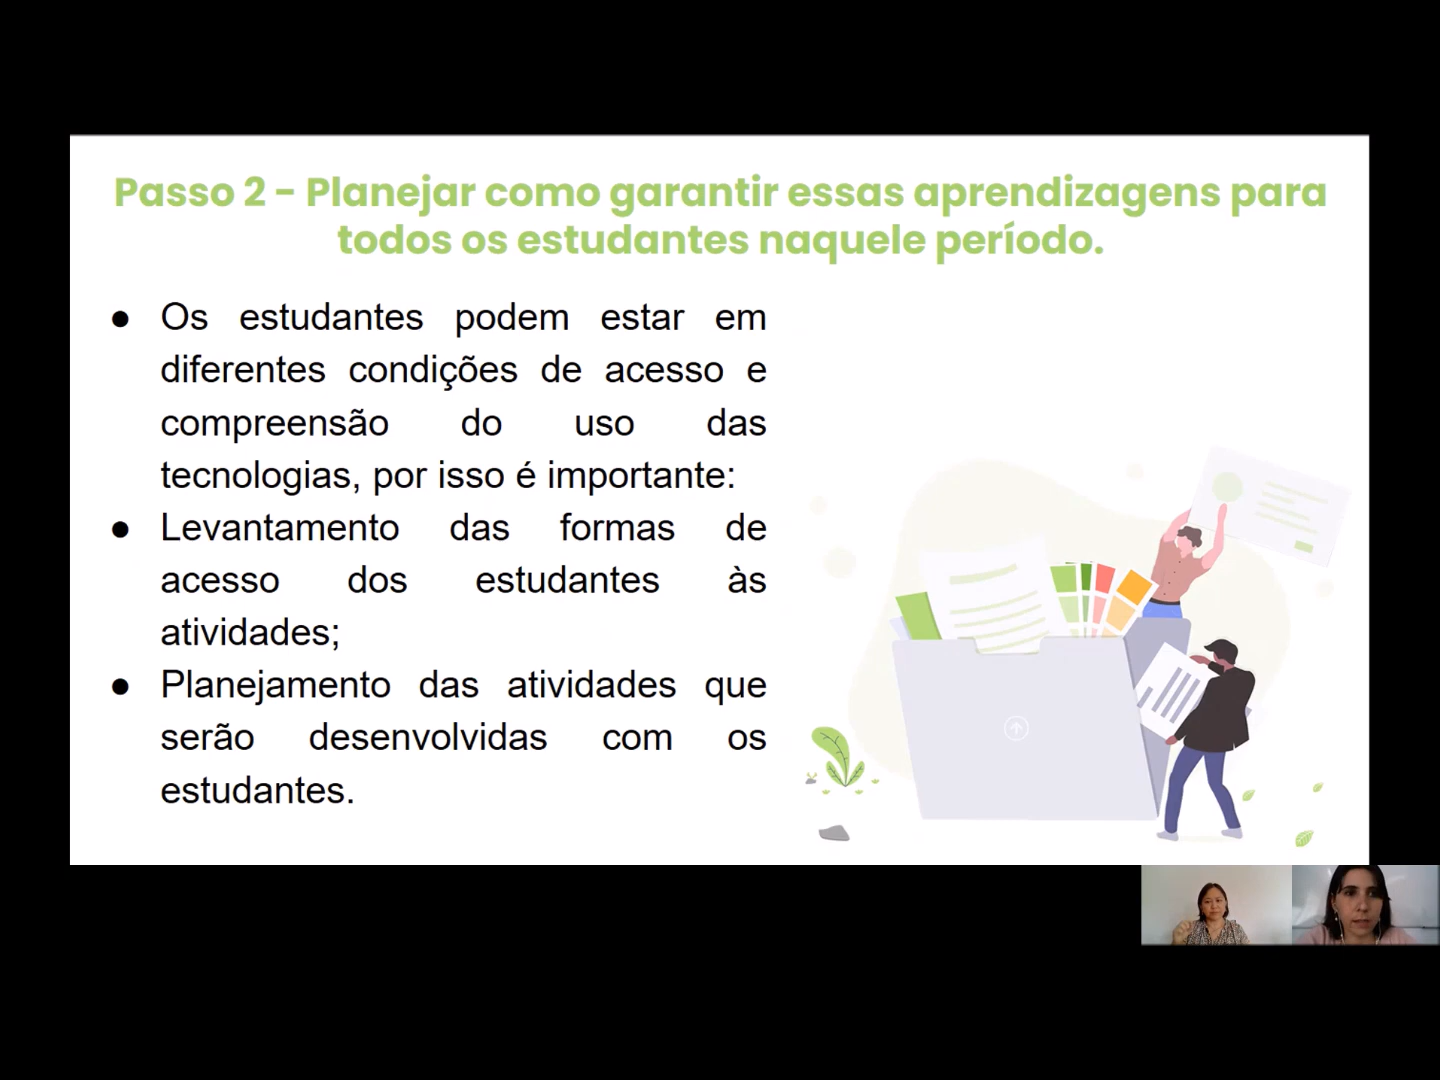 Passo 2 - Planejar como garantir essas aprendizagens para
todos os estudantes naquele período.
● Os estudantes podem estar em
diferentes condições de acesso e
compreensão do uso das
tecnologias, por isso é importante:
● Levantamento das formas de
acesso dos estudantes às
atividades;
● Planejamento das atividades que
serão desenvolvidas com os
estudantes.